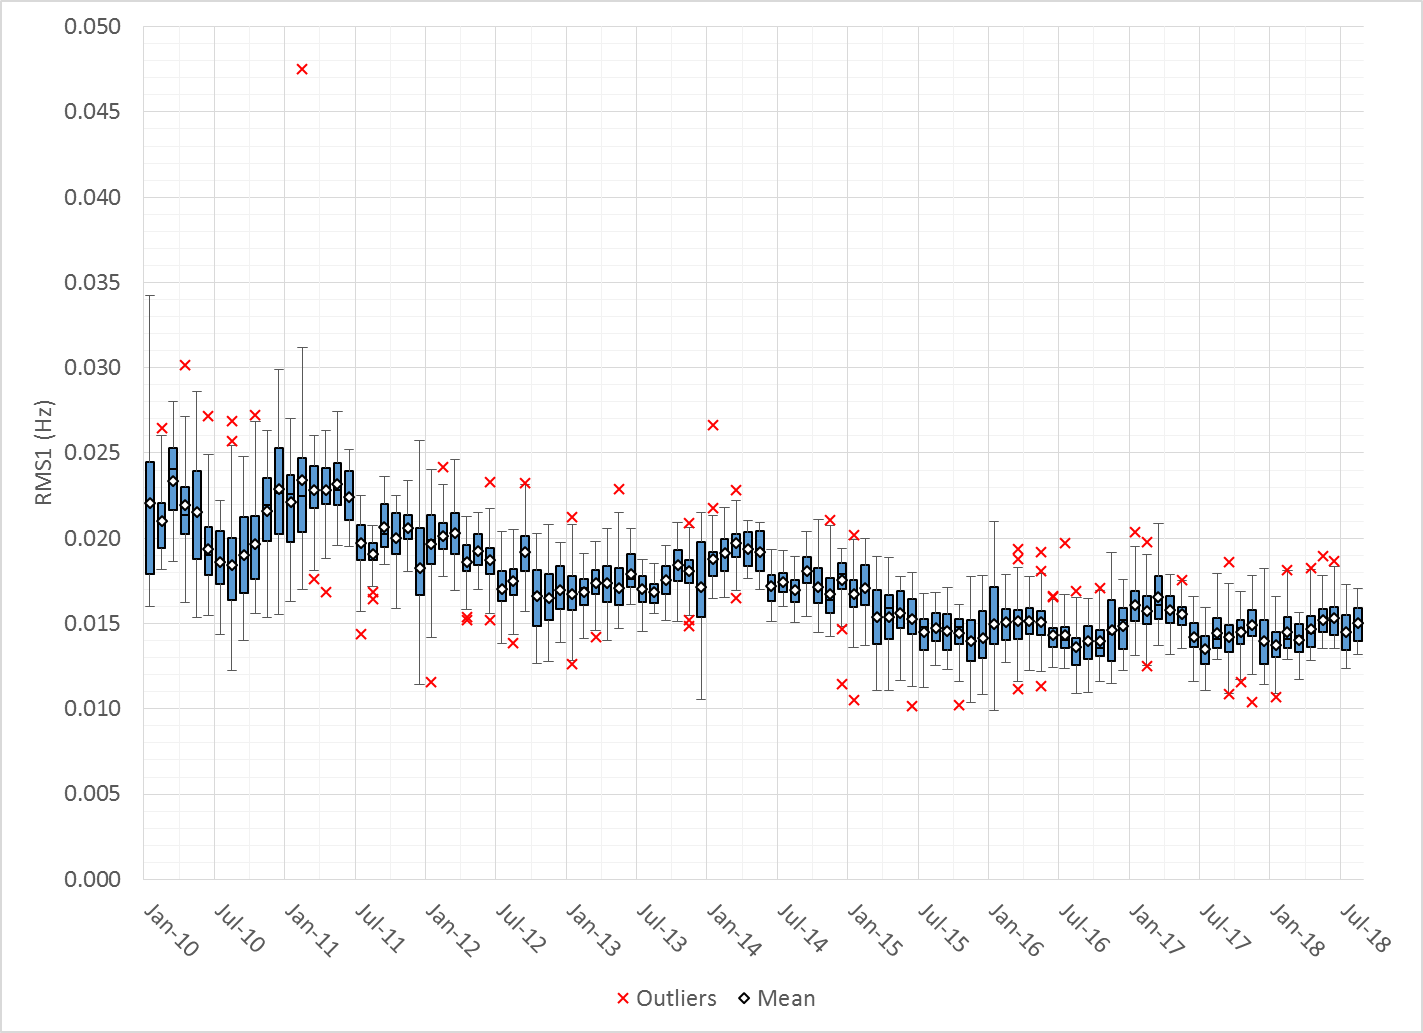 0.050
0.045
0.040
0.035
0.030
0.025
0.020
0.015
0.010
0.005
0.000
RMS1 (Hz)
Jan-10
Jul-10
Jan-11
Jul-11
Jan-12
Jul-12
Jan-13
Jul-13
Jan-14
Jul-14
Jan-15
Jul-15
Jan-16
Jul-16
Jan-17
Jul-17
Jan-18
Jul-18
Outliers Mean